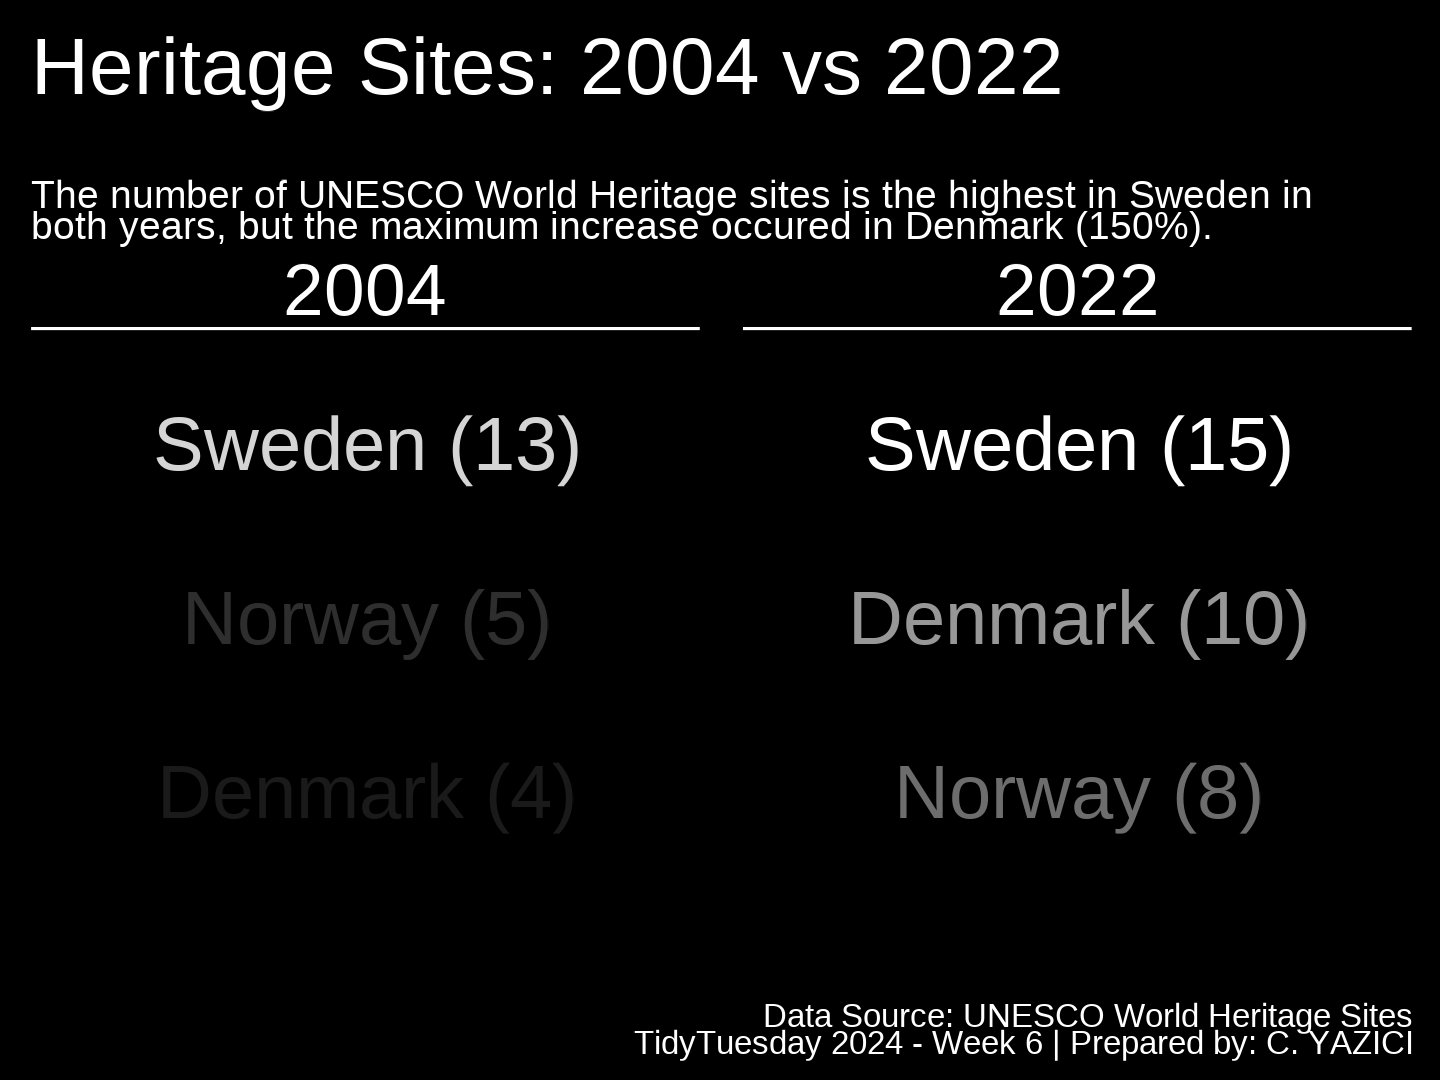 Heritage Sites: 2004 vs 2022
The number of UNESCO World Heritage sites is the highest in Sweden in
both years, but the maximum increase occured in Denmark (150%).
2004
2022
Sweden (13)
Sweden (15)
Norway (5)
Denmark (10)
Denmark (4)
Norway (8)
Data Source: UNESCO World Heritage Sites
TidyTuesday 2024 - Week 6 | Prepared by: C. YAZICI